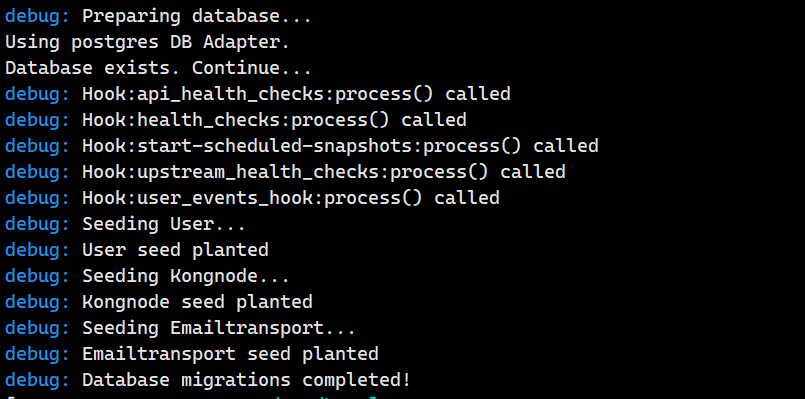 debug: Preparing database...
Using postgres DB Adapter.
Database exists. Continue...
debug: Hook:api_health_checks:process() called
debug: Hook:health_checks:process() called
debug: Hook:start-scheduled-snapshots:process() called
debug: Hook:upstream_health_checks:process() called
debug: Hook:user_events_hook:process() called
debug: Seeding User...
debug: User seed planted
debug: Seeding Kongnode...
debug: Kongnode seed planted
debug: Seeding Emailtransport...
debug: Emailtransport seed planted
debug: Database migrations completed!